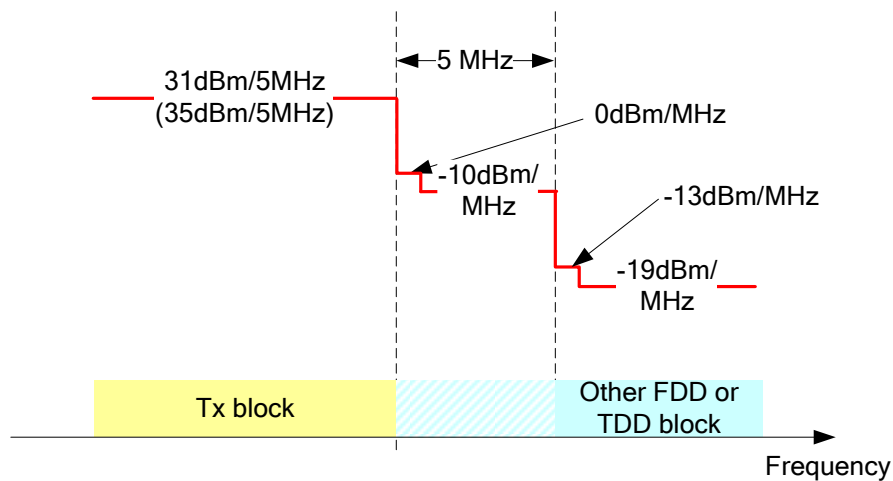 5 MHz
31dBm/5MHz
(35dBm/5MHz)
0dBm/MHz
-10dBm/
MHz
-13dBm/MHz
-19dBm/
MHz
Tx block
Other FDD or
TDD block
Frequency